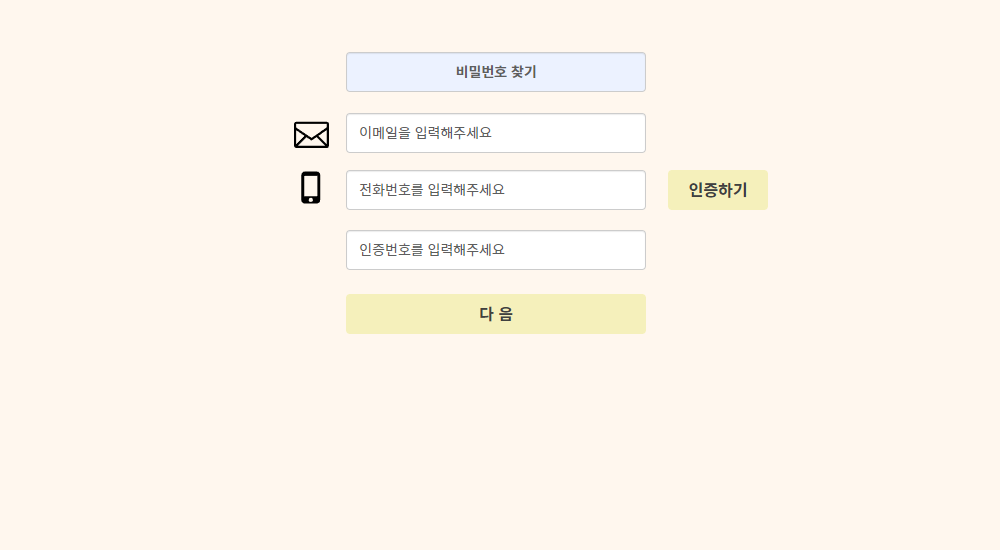 비밀번호 찾기
이메일을 입력해주세요
전화번호를 입력해주세요
인증하기
인증번호를 입력해주세요
다 음